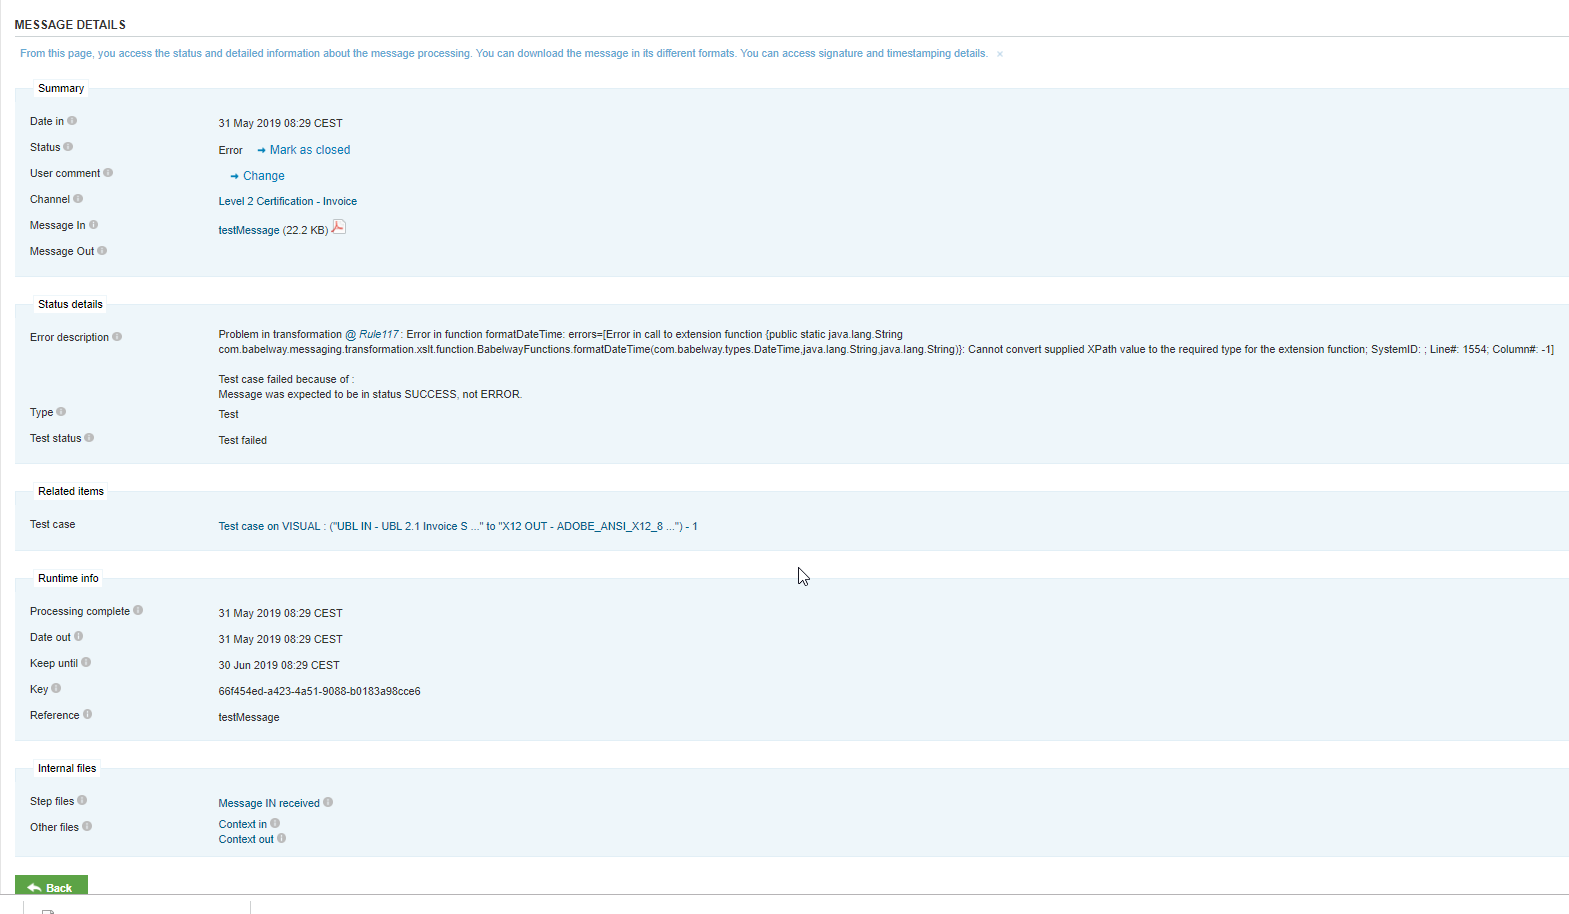 MESSAGE DETAILS
From this page, you access the status and detailed information about the message processing. You can download the message in its different formats. You can access signature and timestamping details. ×
Summary
Date in 31 May 2019 08:29 CEST
Status Error → Mark as closed
User comment → Change
Channel Level 2 Certification - Invoice
Message In testMessage (22.2 KB)
Message Out
Status details
Error description Problem in transformation @ Rule117 : Error in function formatDateTime: errors=[Error in call to extension function {public static java.lang.String
com.babelway.messaging.transformation.xslt.function.BabelwayFunctions.formatDateTime(com.babelway.types.DateTime,java.lang.String,java.lang.String)}: Cannot convert supplied XPath value to the required type for the extension function; SystemID: ; Line#: 1554; Column#: -1]
Test case failed because of :
Message was expected to be in status SUCCESS, not ERROR.
Type Test
Test status Test failed
Related items
Test case Test case on VISUAL : ("UBL IN - UBL 2.1 Invoice S ..." to "X12 OUT - ADOBE_ANSI_X12_8 ...") - 1
Runtime info
Processing complete 31 May 2019 08:29 CEST
Date out 31 May 2019 08:29 CEST
Keep until 30 Jun 2019 08:29 CEST
Key 66f454ed-a423-4a51-9088-b0183a98cce6
Reference testMessage
Internal files
Step files Message IN received
Other files Context in
Context out
Back